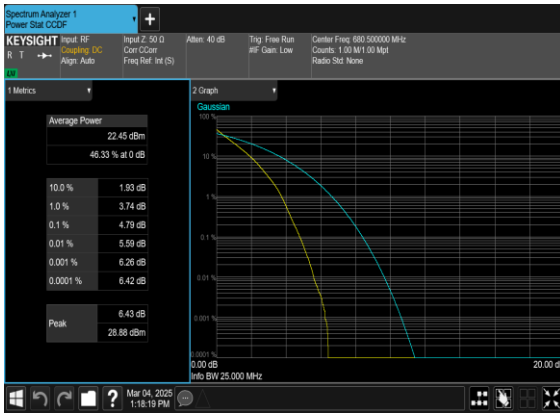 Spectrum Analyzer 1
Power Stat CCDF
KEYSIGHT
R T
LXI
Input: RF
Coupling: DC
Align: Auto
Input Z: 50 Ω
Corr CCorr
Freq Ref: Int (S)
Atten: 40 dB
Trig: Free Run
#IF Gain: Low
Center Freq: 680.500000 MHz
Counts: 1.00 M/1.00 Mpt
Radio Std: None
1 Metrics
Average Power
22.45 dBm
46.33 % at 0 dB
10.0 % 1.93 dB
1.0 % 3.74 dB
0.1 % 4.79 dB
0.01 % 5.59 dB
0.001 % 6.26 dB
0.0001 % 6.42 dB
Peak
6.43 dB
28.88 dBm
2 Graph
Gaussian
100 %
10 %
1 %
0.1 %
0.01 %
0.001 %
0.0001 %
0.00 dB
20.00 d
Info BW 25.000 MHz
Mar 04, 2025
1:18:19 PM